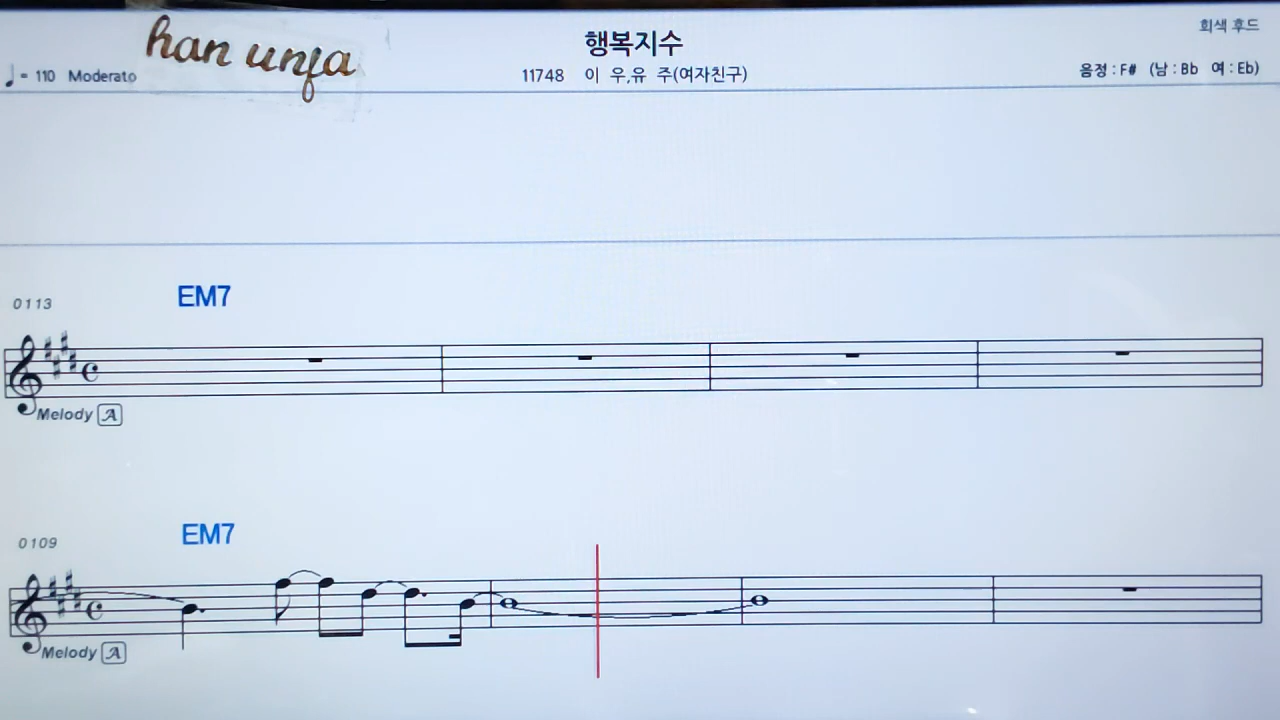 han unja
행복지수
회색 후드
♩= 110 Moderato
11748 이 우,유 주(여자친구)
음정 : F# (남 : Bb 여 : Eb)
0113
EM7
Melody A
0109
EM7
Melody A